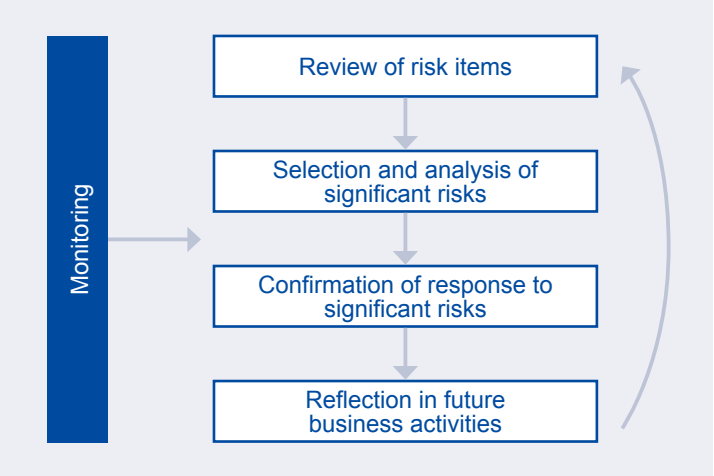 Monitoring
Review of risk items
Selection and analysis of
significant risks
Confirmation of response to
significant risks
Reflection in future
business activities